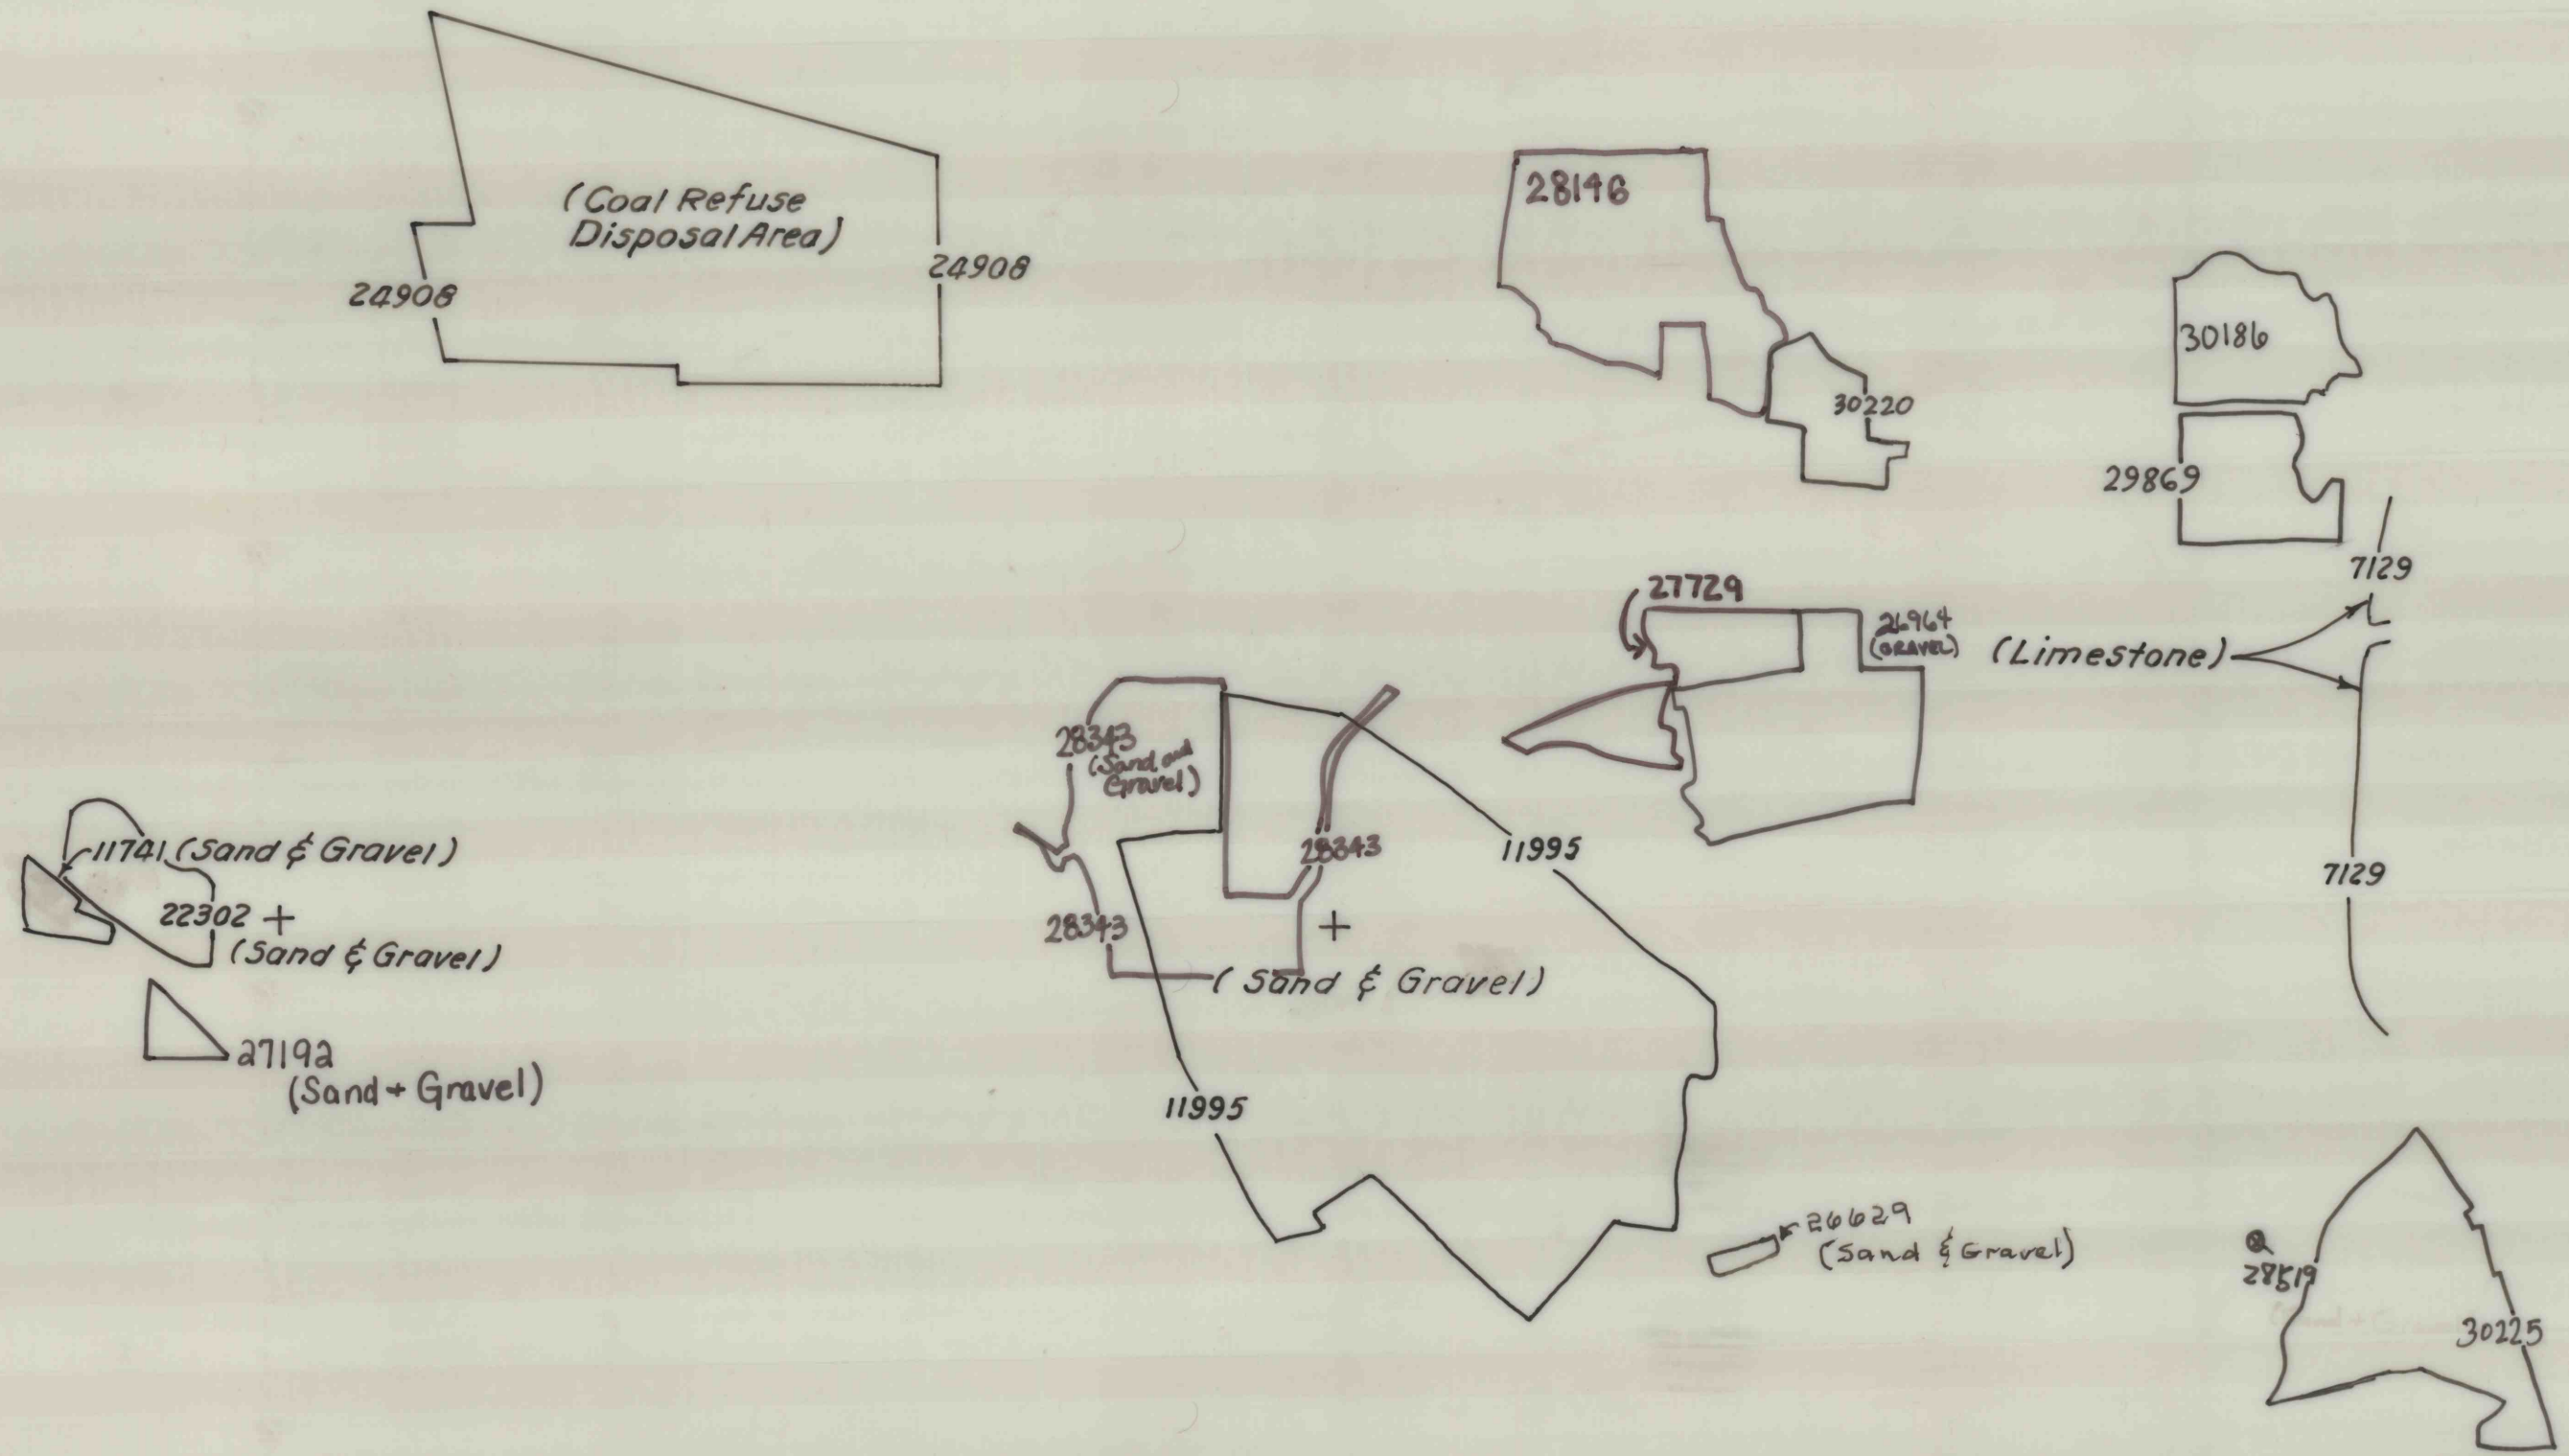 (Coal Refuse
Disposal Area)
24908
24908
28146
30220
30186
29869
7129
27729
26964
(GRAVEL)
(Limestone)
28343
(Sand and
Gravel)
11741 (Sand & Gravel)
28343
11995
7129
22302 +
(Sand & Gravel)
28343
+
(Sand & Gravel)
27192
(Sand + Gravel)
11995
26629
(Sand & Gravel)
28519
30225